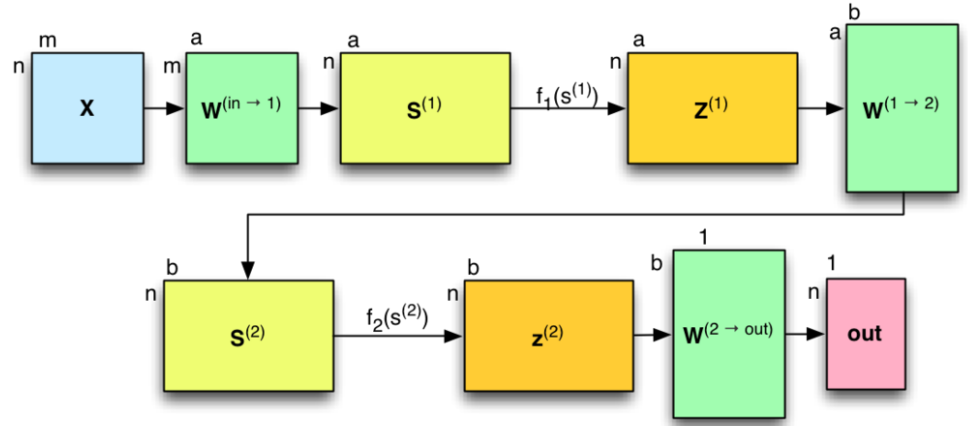 m
n
X
a
m
W(in → 1)
a
n
S(1)
f1(s(1))
a
n
Z(1)
b
a
W(1 → 2)
b
n
S(2)
f2(s(2))
b
n
z(2)
1
b
W(2 → out)
1
n
out